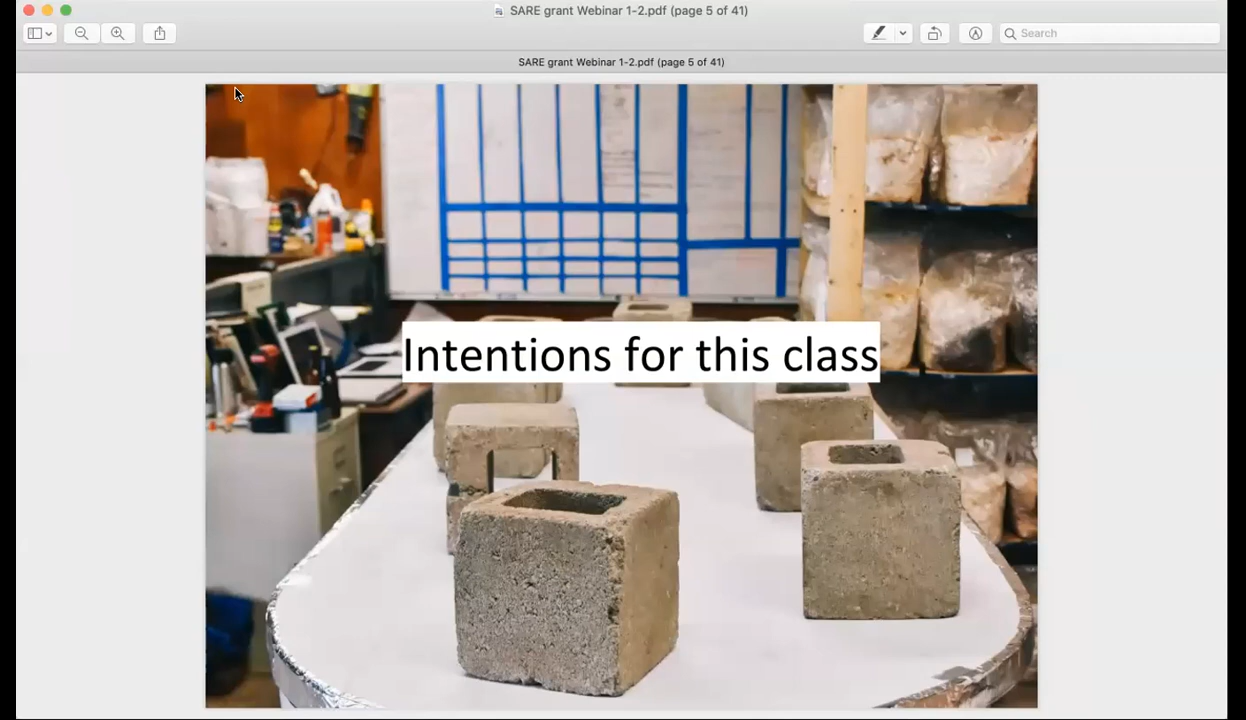 SARE grant Webinar 1-2.pdf (page 5 of 41)
Search
SARE grant Webinar 1-2.pdf (page 5 of 41)
Intentions for this class